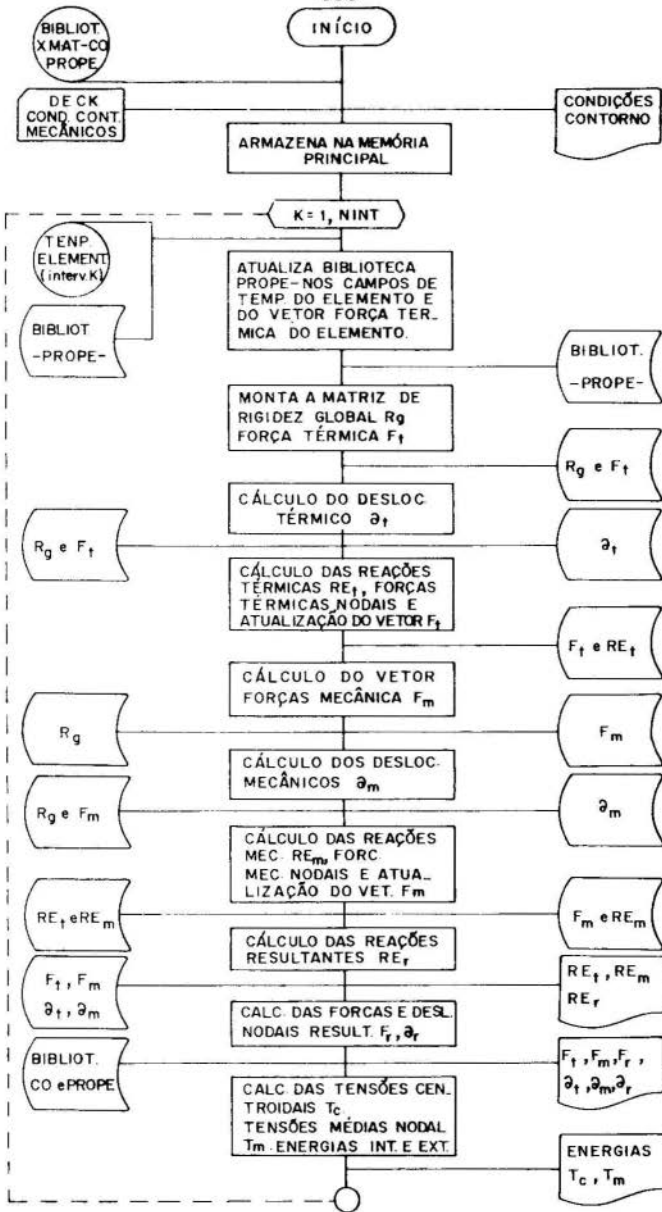 INÍCIO
BIBLIOT.
XMAT-CO
PROPE
DECK
COND. CONT.
MECÂNICOS
CONDIÇÕES
CONTORNO
ARMAZENA NA MEMÓRIA
PRINCIPAL
K= 1, NINT
TENP.
ELEMENT
(interv.K)
ATUALIZA BIBLIOTECA
PROPE-NOS CAMPOS DE
TEMP. DO ELEMENTO E
DO VETOR FORÇA TER_
MICA DO ELEMENTO.
BIBLIOT
-PROPE-
BIBLIOT.
-PROPE-
MONTA A MATRIZ DE
RIGIDEZ GLOBAL Rg
FORÇA TÉRMICA Ft
Rg e Ft
CÁLCULO DO DESLOC.
TÉRMICO ∂t
Rg e Ft
∂t
CÁLCULO DAS REAÇÕES
TÉRMICAS REt, FORÇAS
TÉRMICAS NODAIS E
ATUALIZAÇÃO DO VETOR Ft
Ft e REt
CÁLCULO DO VETOR
FORÇAS MECÂNICA Fm
Rg
Fm
CÁLCULO DOS DESLOC.
MECÂNICOS ∂m
Rg e Fm
∂m
CÁLCULO DAS REAÇÕES
MEC. REm, FORC.
MEC. NODAIS E ATUA_
LIZAÇÃO DO VET. Fm
REt e REm
Fm e REm
CÁLCULO DAS REAÇÕES
RESULTANTES REr
Ft , Fm
∂t , ∂m
REt, REm
REr
CALC. DAS FORCAS E DESL.
NODAIS RESULT. Fr, ∂r
BIBLIOT.
CO ePROPE
Ft ,Fm,Fr ,
∂t ,∂m,∂r
CALC. DAS TENSÕES CEN_
TROIDAIS Tc
TENSÕES MÉDIAS NODAL
Tm. ENERGIAS INT. E EXT.
ENERGIAS
Tc , Tm